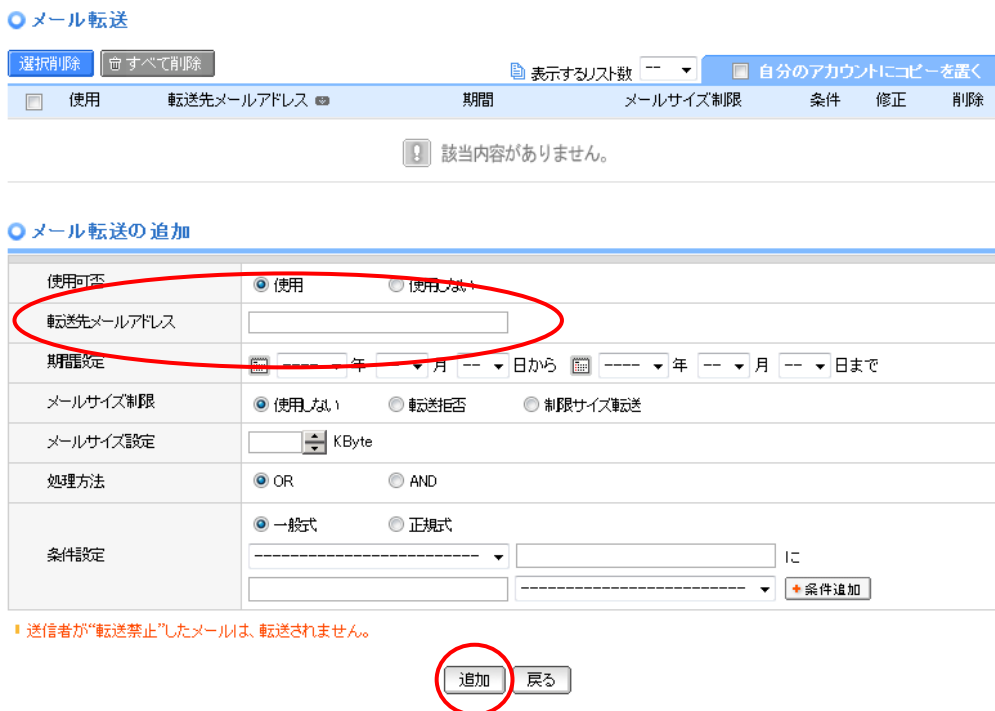 メール転送
選択削除 すべて削除 表示するリスト数 -- 自分のアカウントにコピーを置く
使用 転送先メールアドレス 期間 メールサイズ制限 条件 修正 削除
該当内容がありません。
メール転送の追加
使用可否 使用 使用しない
転送先メールアドレス
期間設定 ---- 年 -- 月 -- 日から ---- 年 -- 月 -- 日まで
メールサイズ制限 使用しない 転送拒否 制限サイズ転送
メールサイズ設定 KByte
処理方法 OR AND
一般式 正規式
条件設定 ------------------------- に
------------------------- +条件追加
送信者が“転送禁止”したメールは、転送されません。
追加 戻る